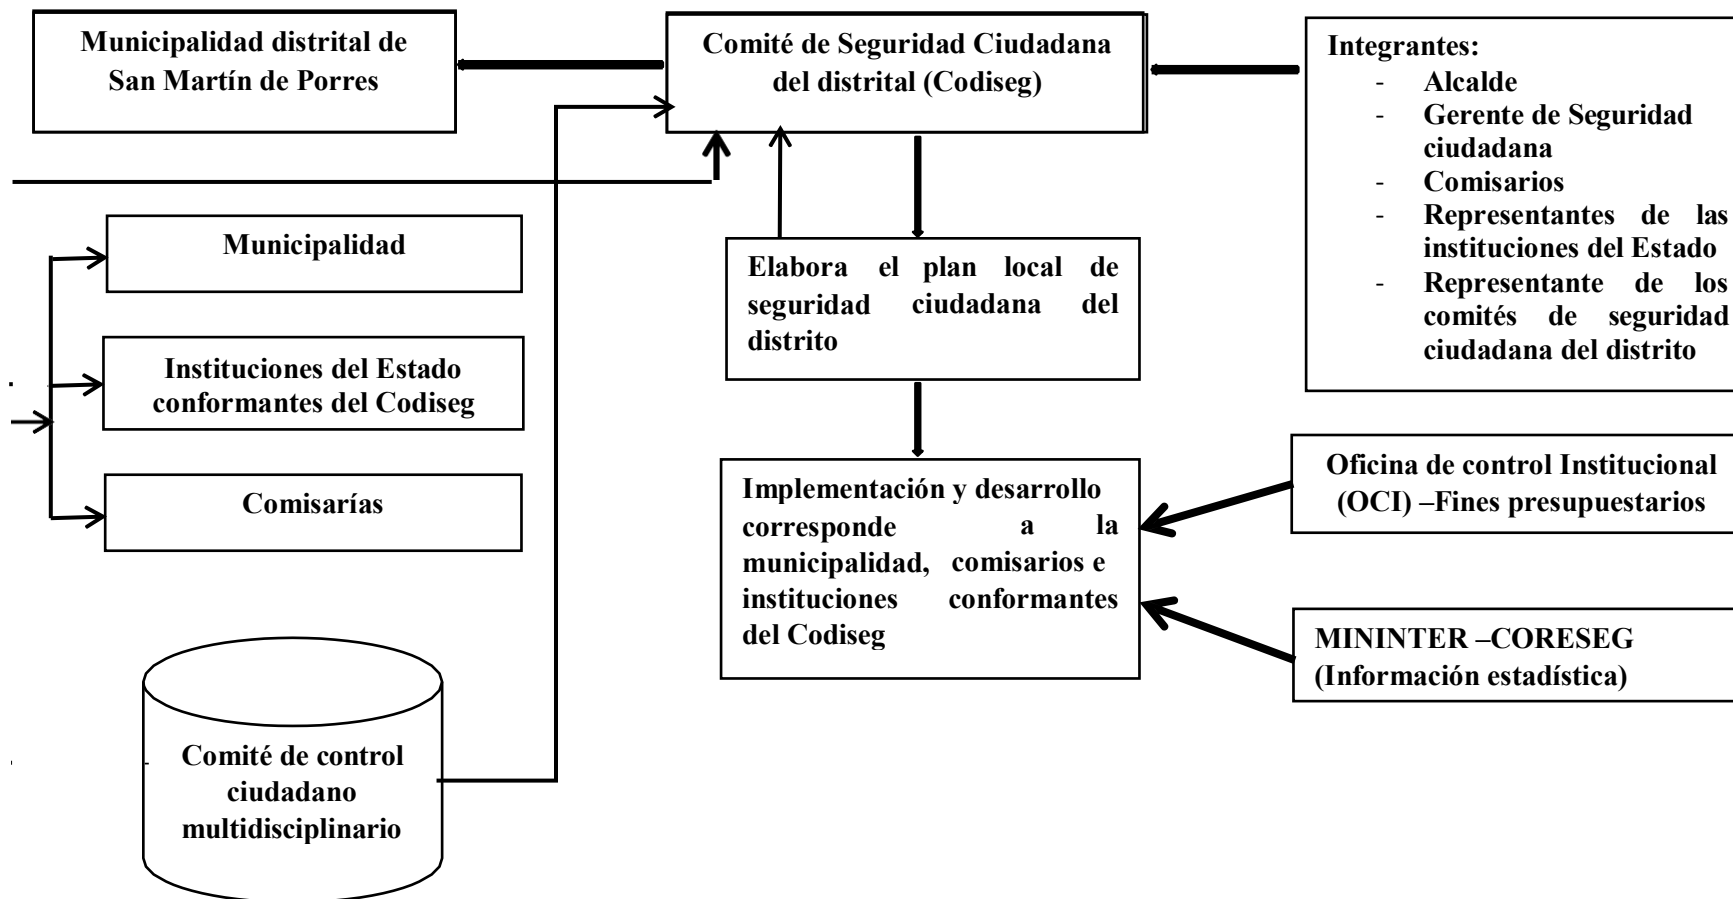 Municipalidad distrital de
San Martín de Porres
Comité de Seguridad Ciudadana
del distrital (Codiseg)
Integrantes:
- Alcalde
- Gerente de Seguridad
ciudadana
- Comisarios
- Representantes de las
instituciones del Estado
- Representante de los
comités de seguridad
ciudadana del distrito
Municipalidad
Instituciones del Estado
conformantes del Codiseg
Comisarías
Elabora el plan local de
seguridad ciudadana del
distrito
Implementación y desarrollo
corresponde a la
municipalidad, comisarios e
instituciones conformantes
del Codiseg
Oficina de control Institucional
(OCI) –Fines presupuestarios
MININTER –CORESEG
(Información estadística)
Comité de control
ciudadano
multidisciplinario